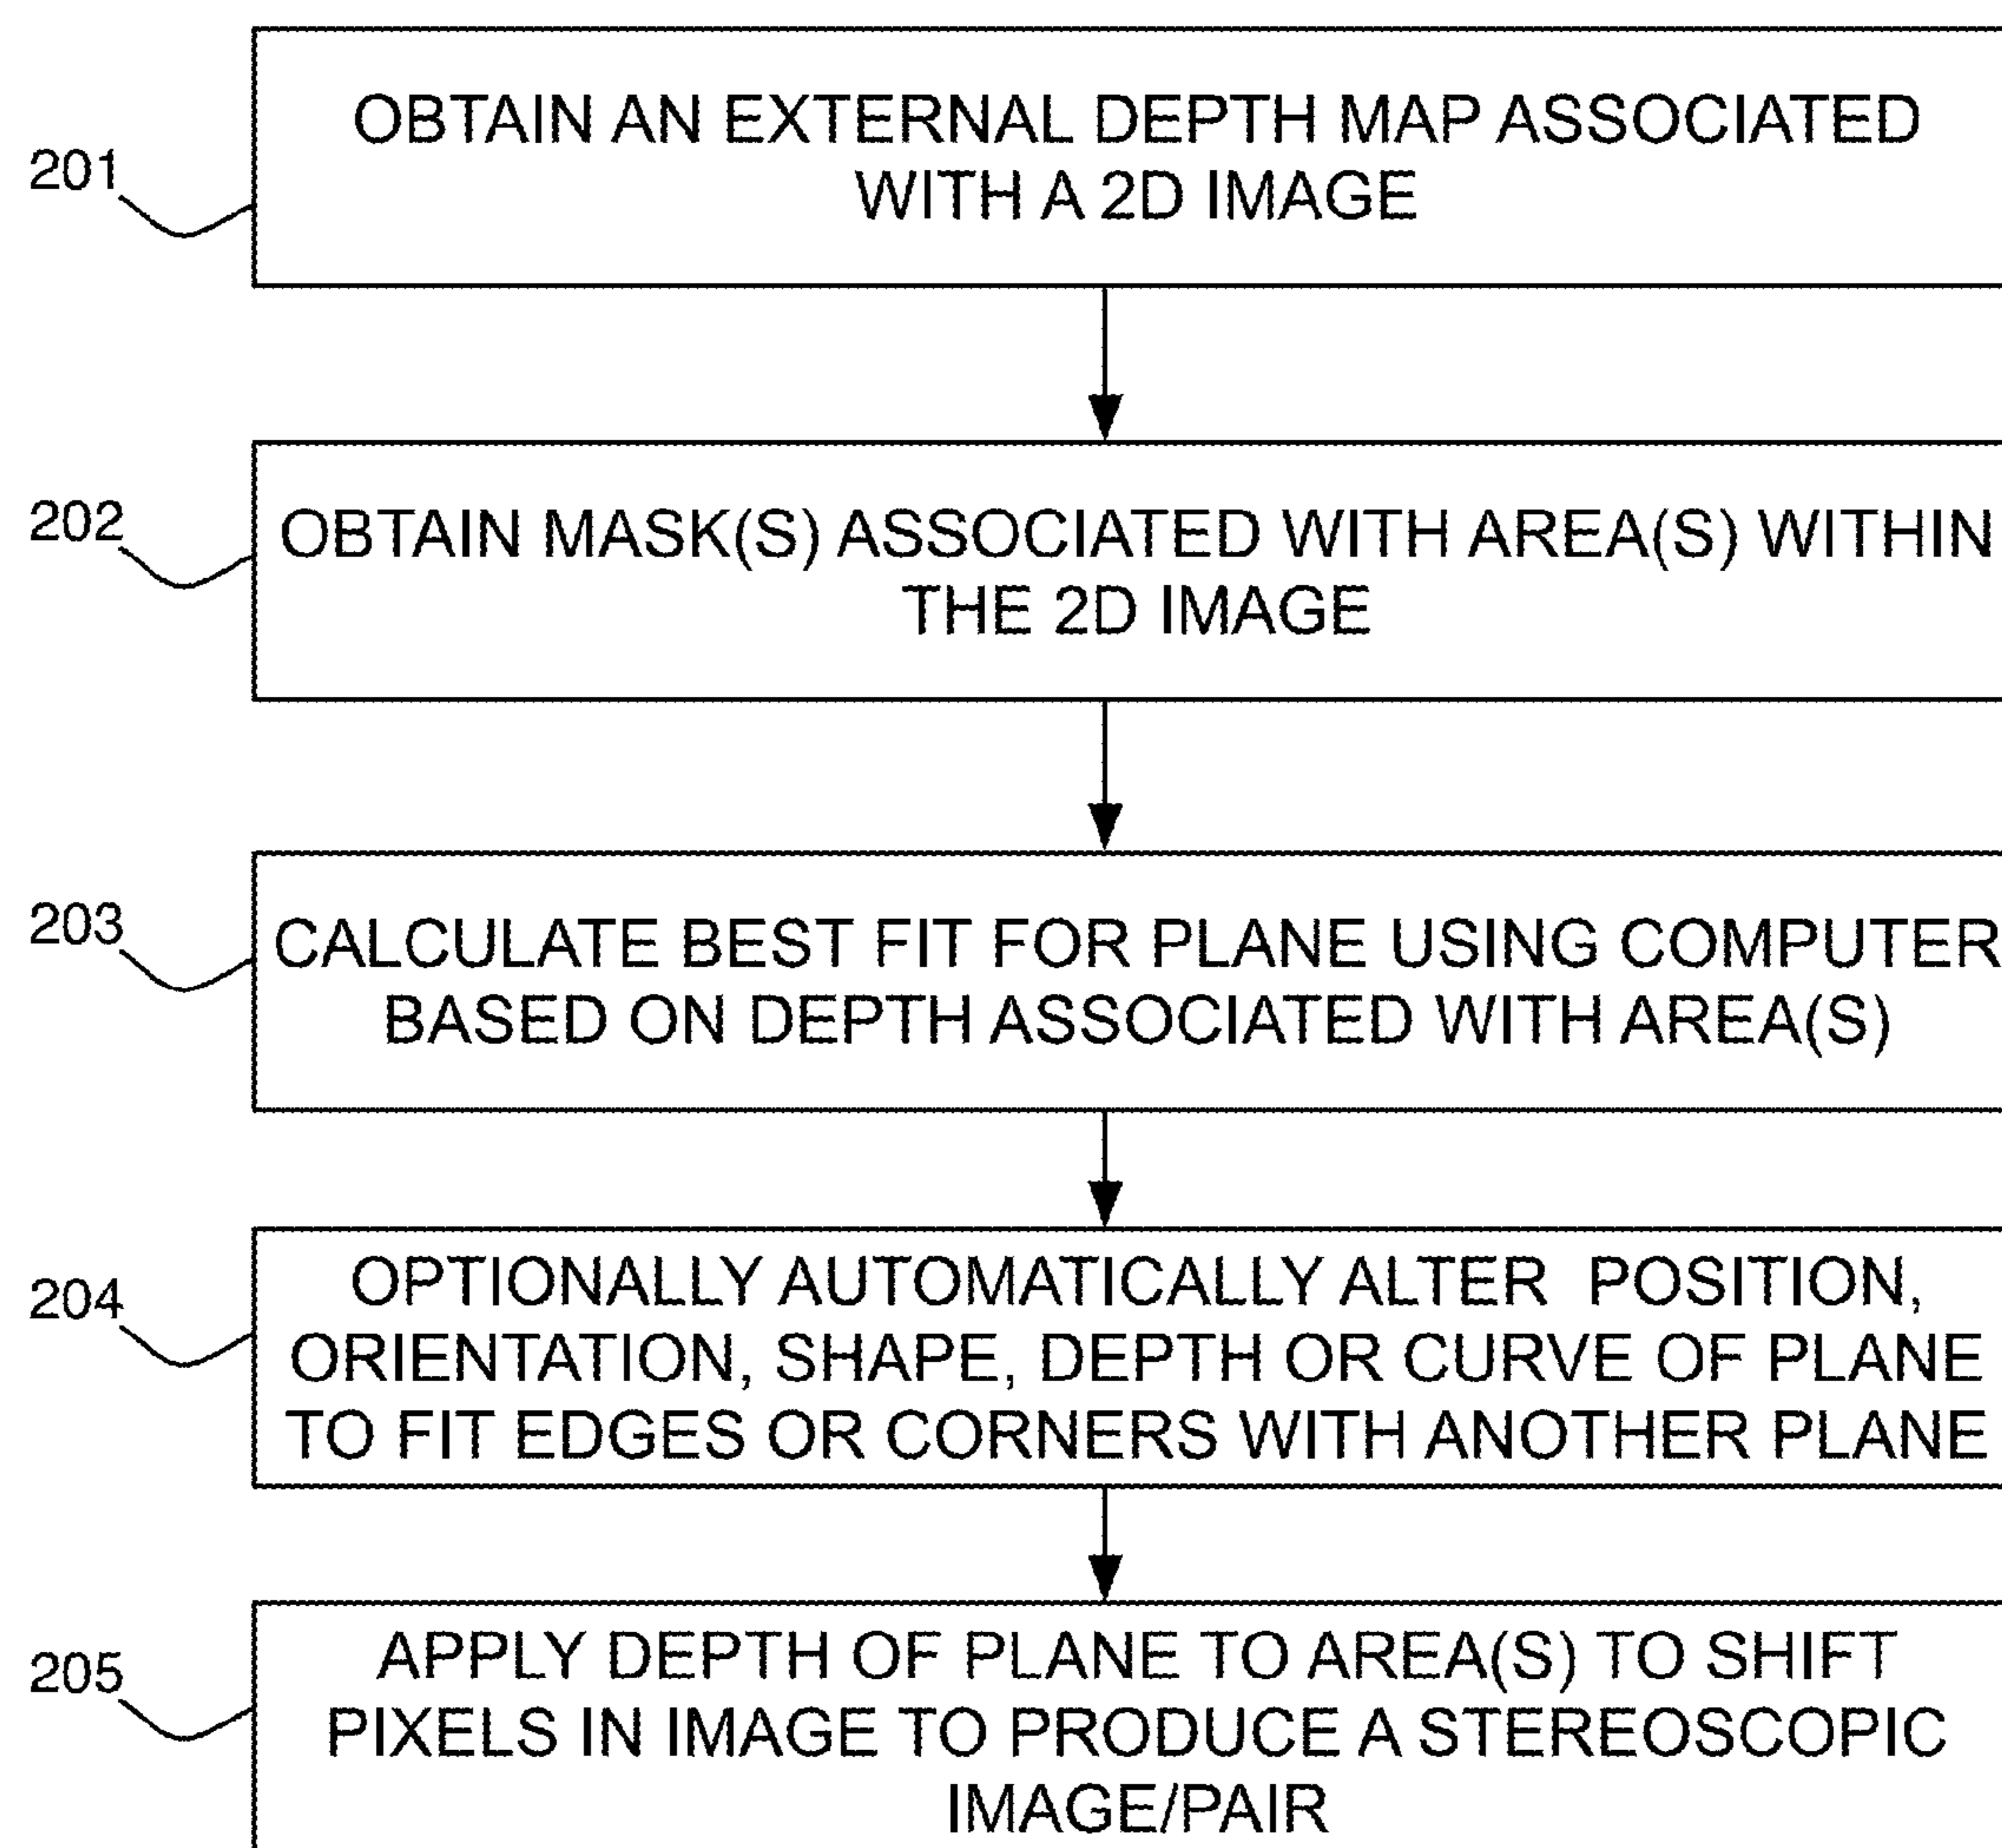 201
OBTAIN AN EXTERNAL DEPTH MAP ASSOCIATED
WITH A 2D IMAGE
202
OBTAIN MASK(S) ASSOCIATED WITH AREA(S) WITHIN
THE 2D IMAGE
203
CALCULATE BEST FIT FOR PLANE USING COMPUTER
BASED ON DEPTH ASSOCIATED WITH AREA(S)
204
OPTIONALLY AUTOMATICALLY ALTER POSITION,
ORIENTATION, SHAPE, DEPTH OR CURVE OF PLANE
TO FIT EDGES OR CORNERS WITH ANOTHER PLANE
205
APPLY DEPTH OF PLANE TO AREA(S) TO SHIFT
PIXELS IN IMAGE TO PRODUCE A STEREOSCOPIC
IMAGE/PAIR